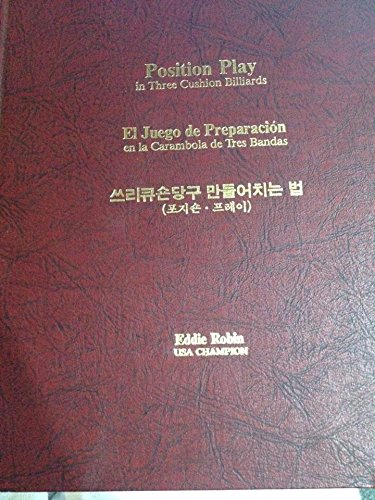 Position Play
in Three Cushion Billiards
El Juego de Preparación
en la Carambola de Tres Bandas
쓰리큐숀당구 만들어치는 법
(포지숀·프레이)
Eddie Robin
USA CHAMPION